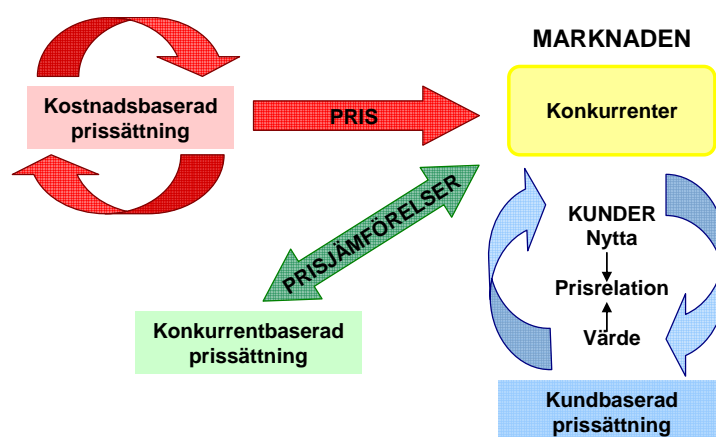 MARKNADEN
Kostnadsbaserad
prissättning
PRIS
Konkurrenter
PRISJÄMFÖRELSER
KUNDER
Nytta
Prisrelation
Värde
Konkurrentbaserad
prissättning
Kundbaserad
prissättning